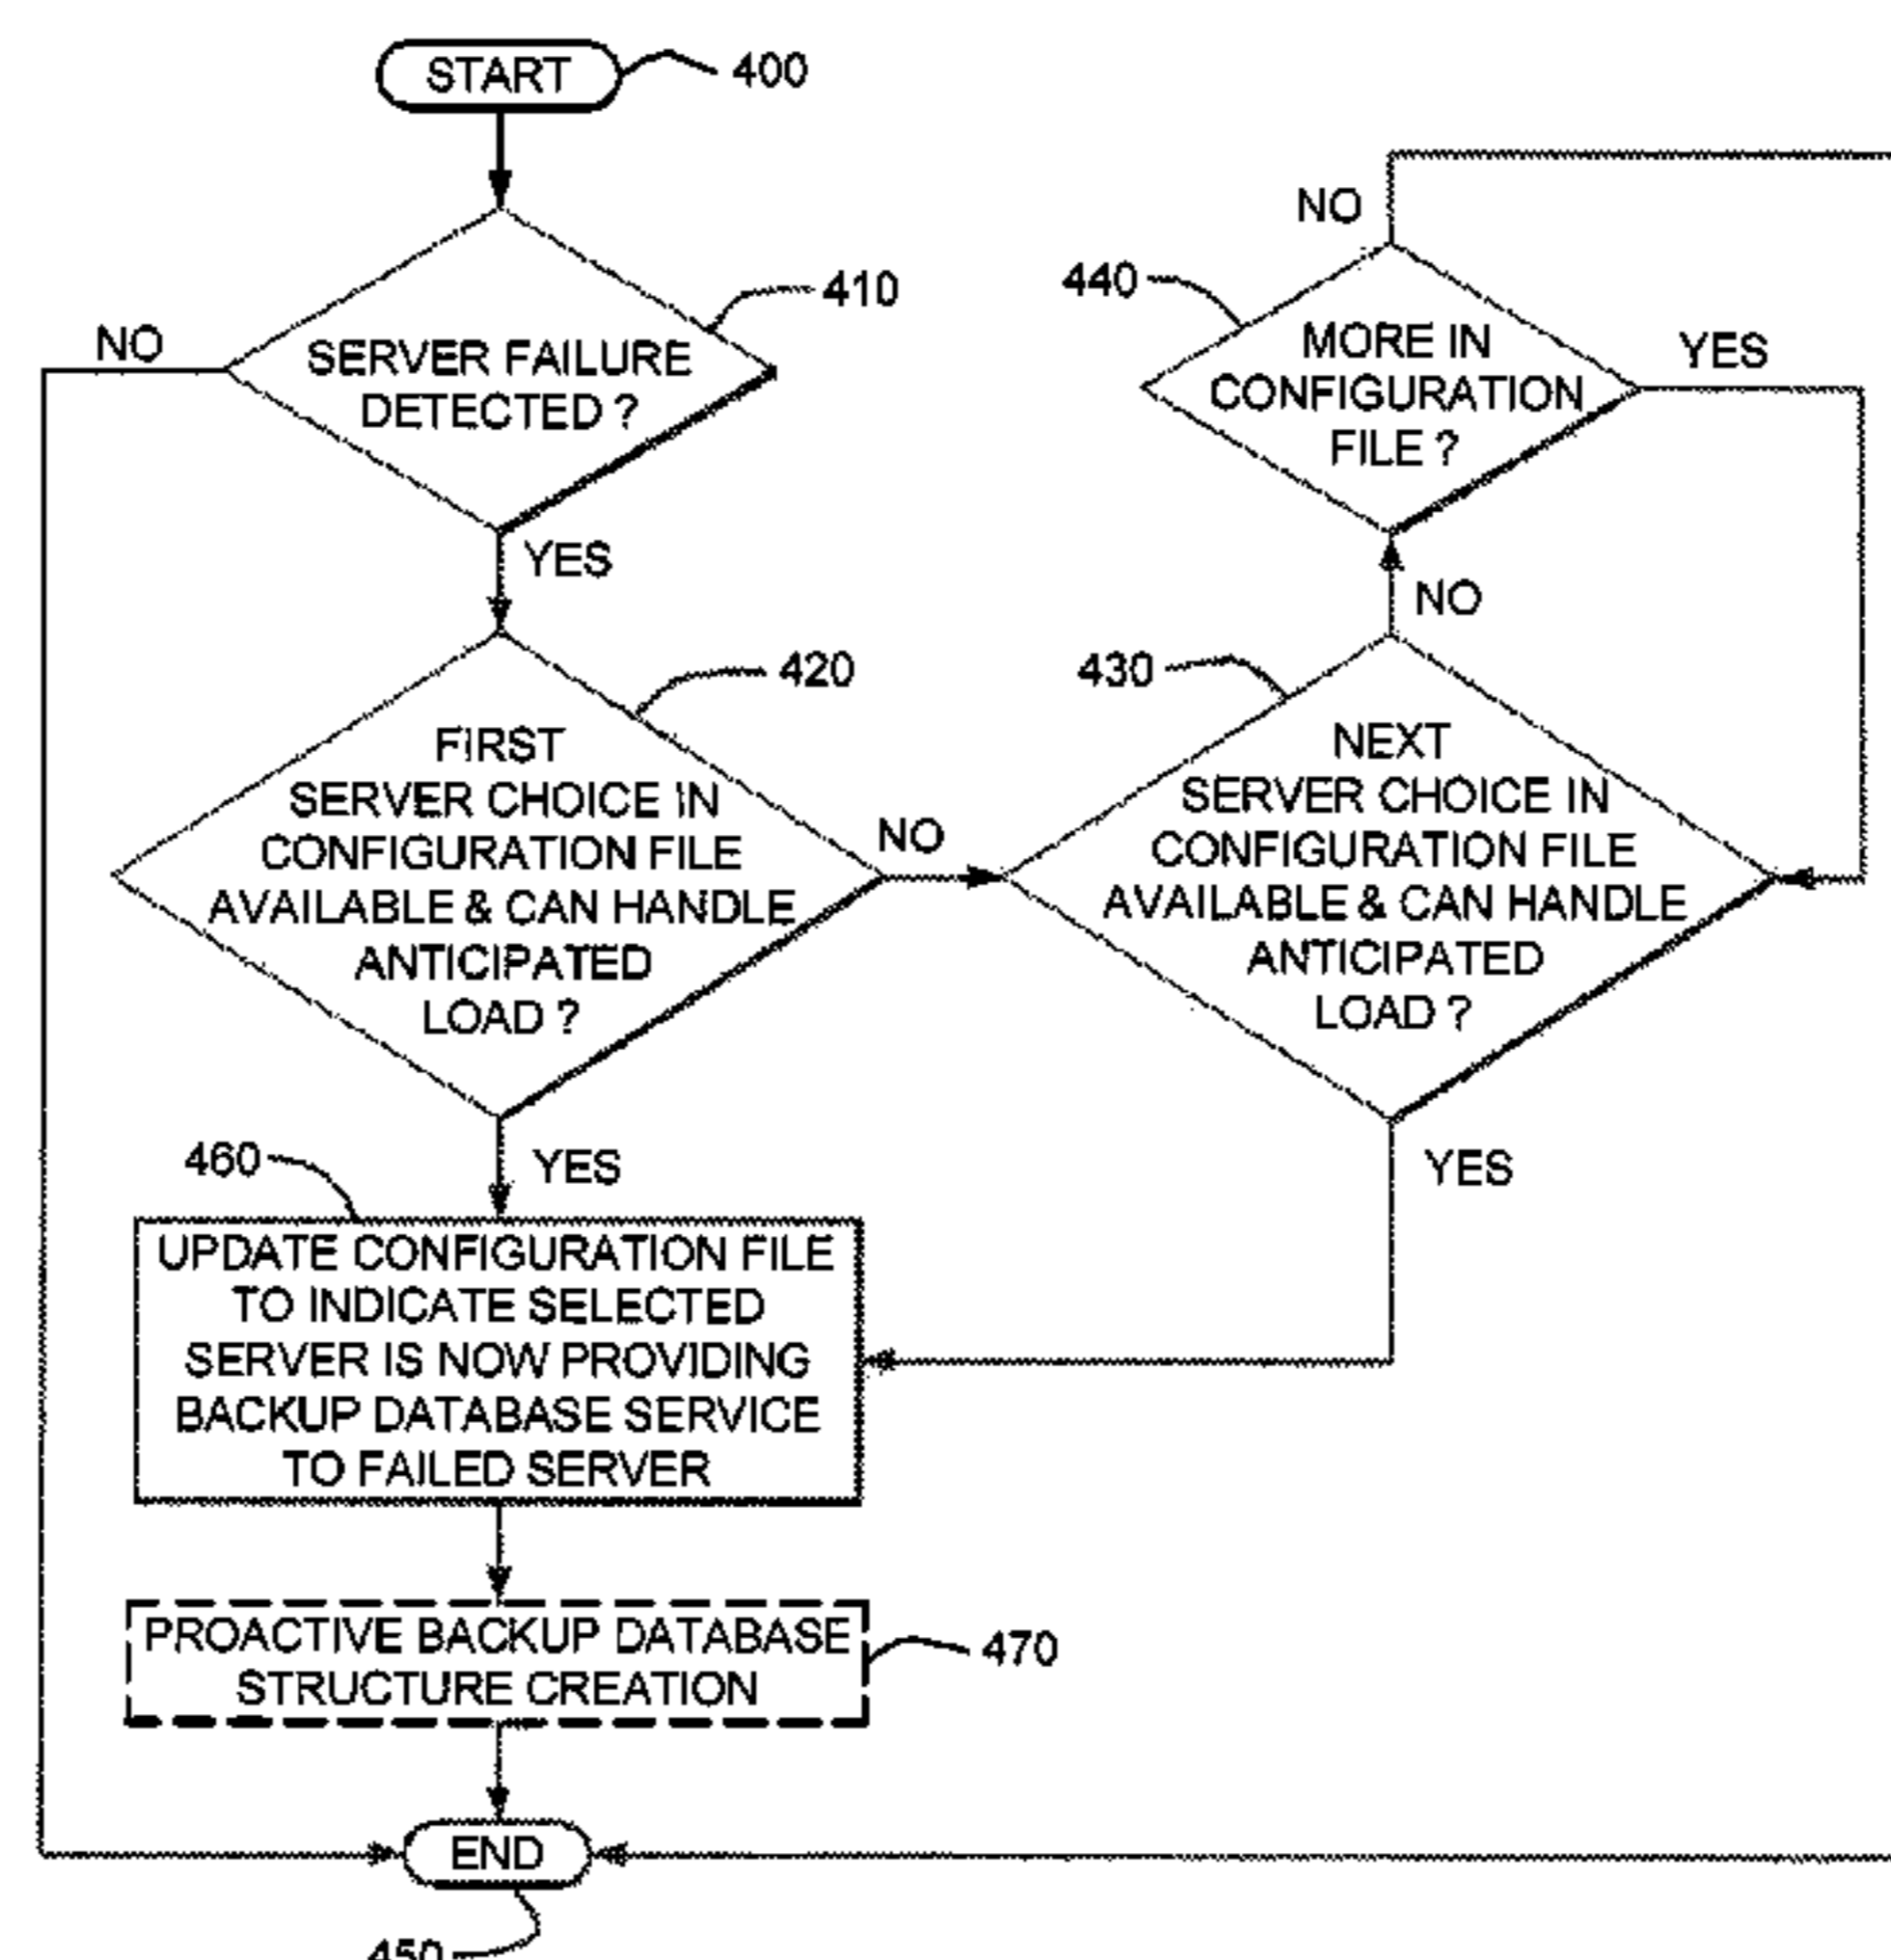 START
400
410
NO
SERVER FAILURE
DETECTED ?
YES
420
FIRST
SERVER CHOICE IN
CONFIGURATION FILE
AVAILABLE & CAN HANDLE
ANTICIPATED
LOAD ?
NO
YES
NO
440
MORE IN
CONFIGURATION
FILE ?
YES
NO
430
NEXT
SERVER CHOICE IN
CONFIGURATION FILE
AVAILABLE & CAN HANDLE
ANTICIPATED
LOAD ?
YES
460
UPDATE CONFIGURATION FILE
TO INDICATE SELECTED
SERVER IS NOW PROVIDING
BACKUP DATABASE SERVICE
TO FAILED SERVER
PROACTIVE BACKUP DATABASE
STRUCTURE CREATION
470
END
450